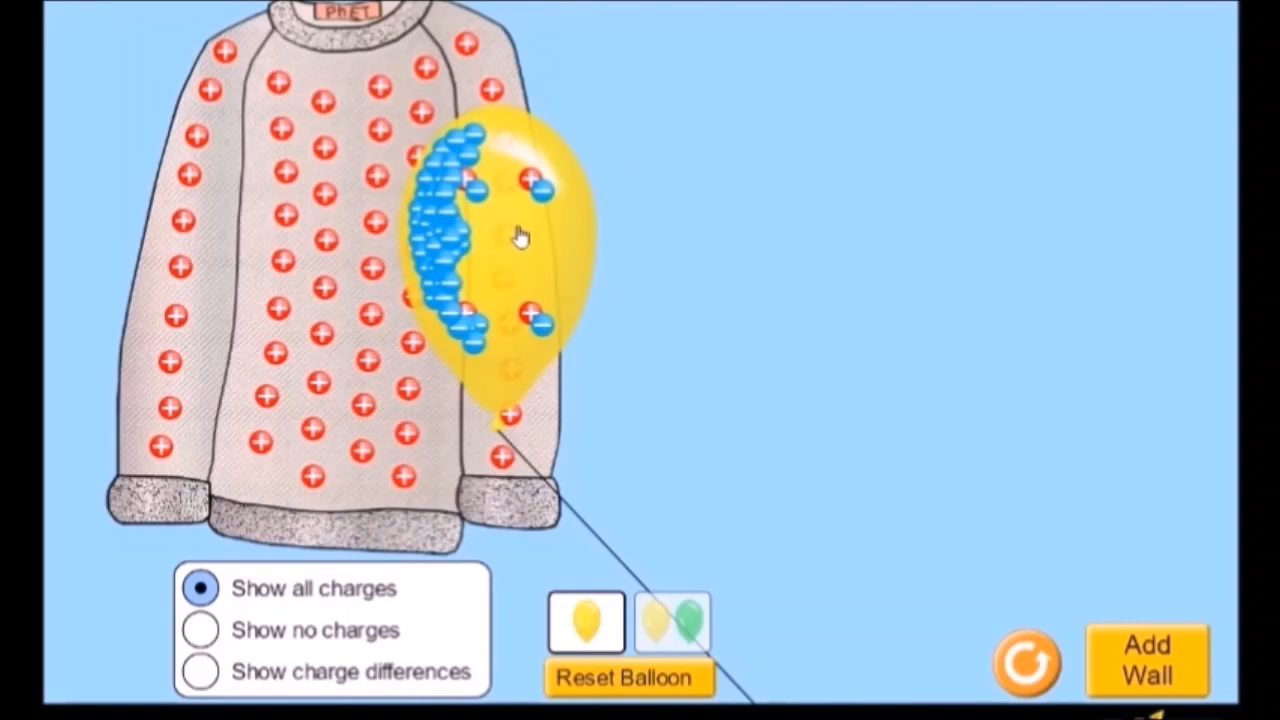 PhET
Show all charges
Show no charges
Show charge differences
Reset Balloon
Add
Wall